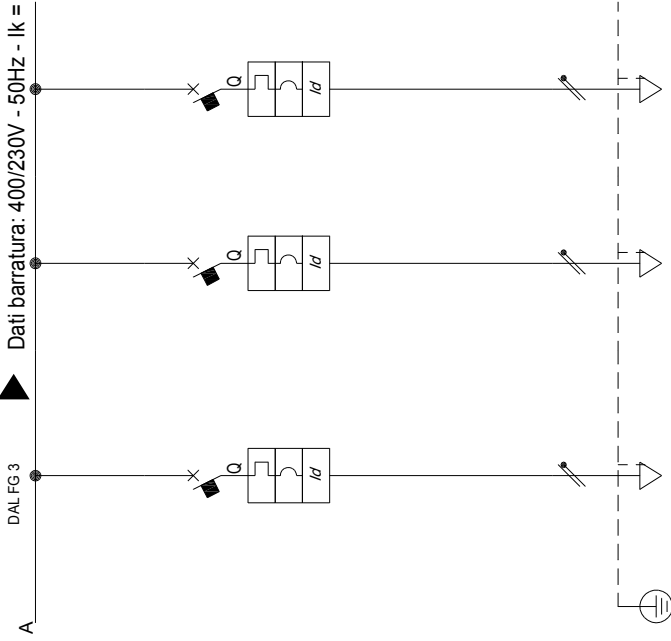 Dati barratura: 400/230V - 50Hz - Ik =
DAL FG 3
A
Q
Id
Q
Id
Q
Id